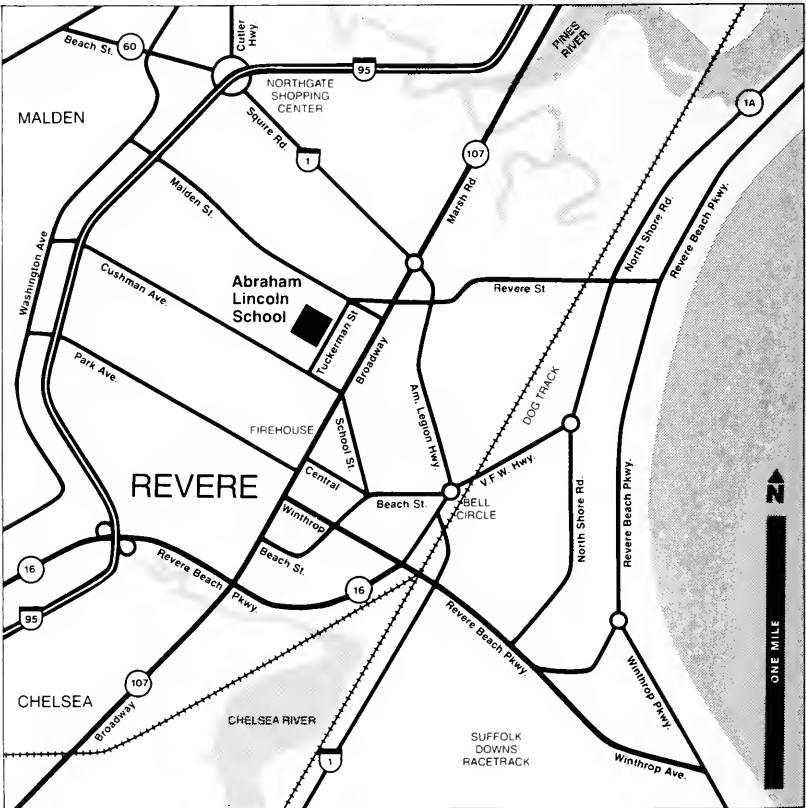 Beach St.
60
Cutler
Hwy
95
PINES
RIVER
NORTHGATE
SHOPPING
CENTER
MALDEN
1A
Squire Rd.
1
107
Marsh Rd.
Malden St.
North Shore Rd.
Revere Beach Pkwy.
Washington Ave
Cushman Ave.
Abraham
Lincoln
School
Revere St
Tuckerman St
Broadway
Park Ave.
Am. Legion Hwy.
DOG TRACK
FIREHOUSE
School St.
REVERE
Central
V.F.W. Hwy.
Beach St.
BELL
CIRCLE
Winthrop
North Shore Rd.
Revere Beach Pkwy.
N
Beach St.
16
Revere Beach Pkwy.
16
95
Revere Beach Pkwy.
ONE MILE
Winthrop Pkwy.
CHELSEA
107
Broadway
CHELSEA RIVER
SUFFOLK
DOWNS
RACETRACK
1
Winthrop Ave.